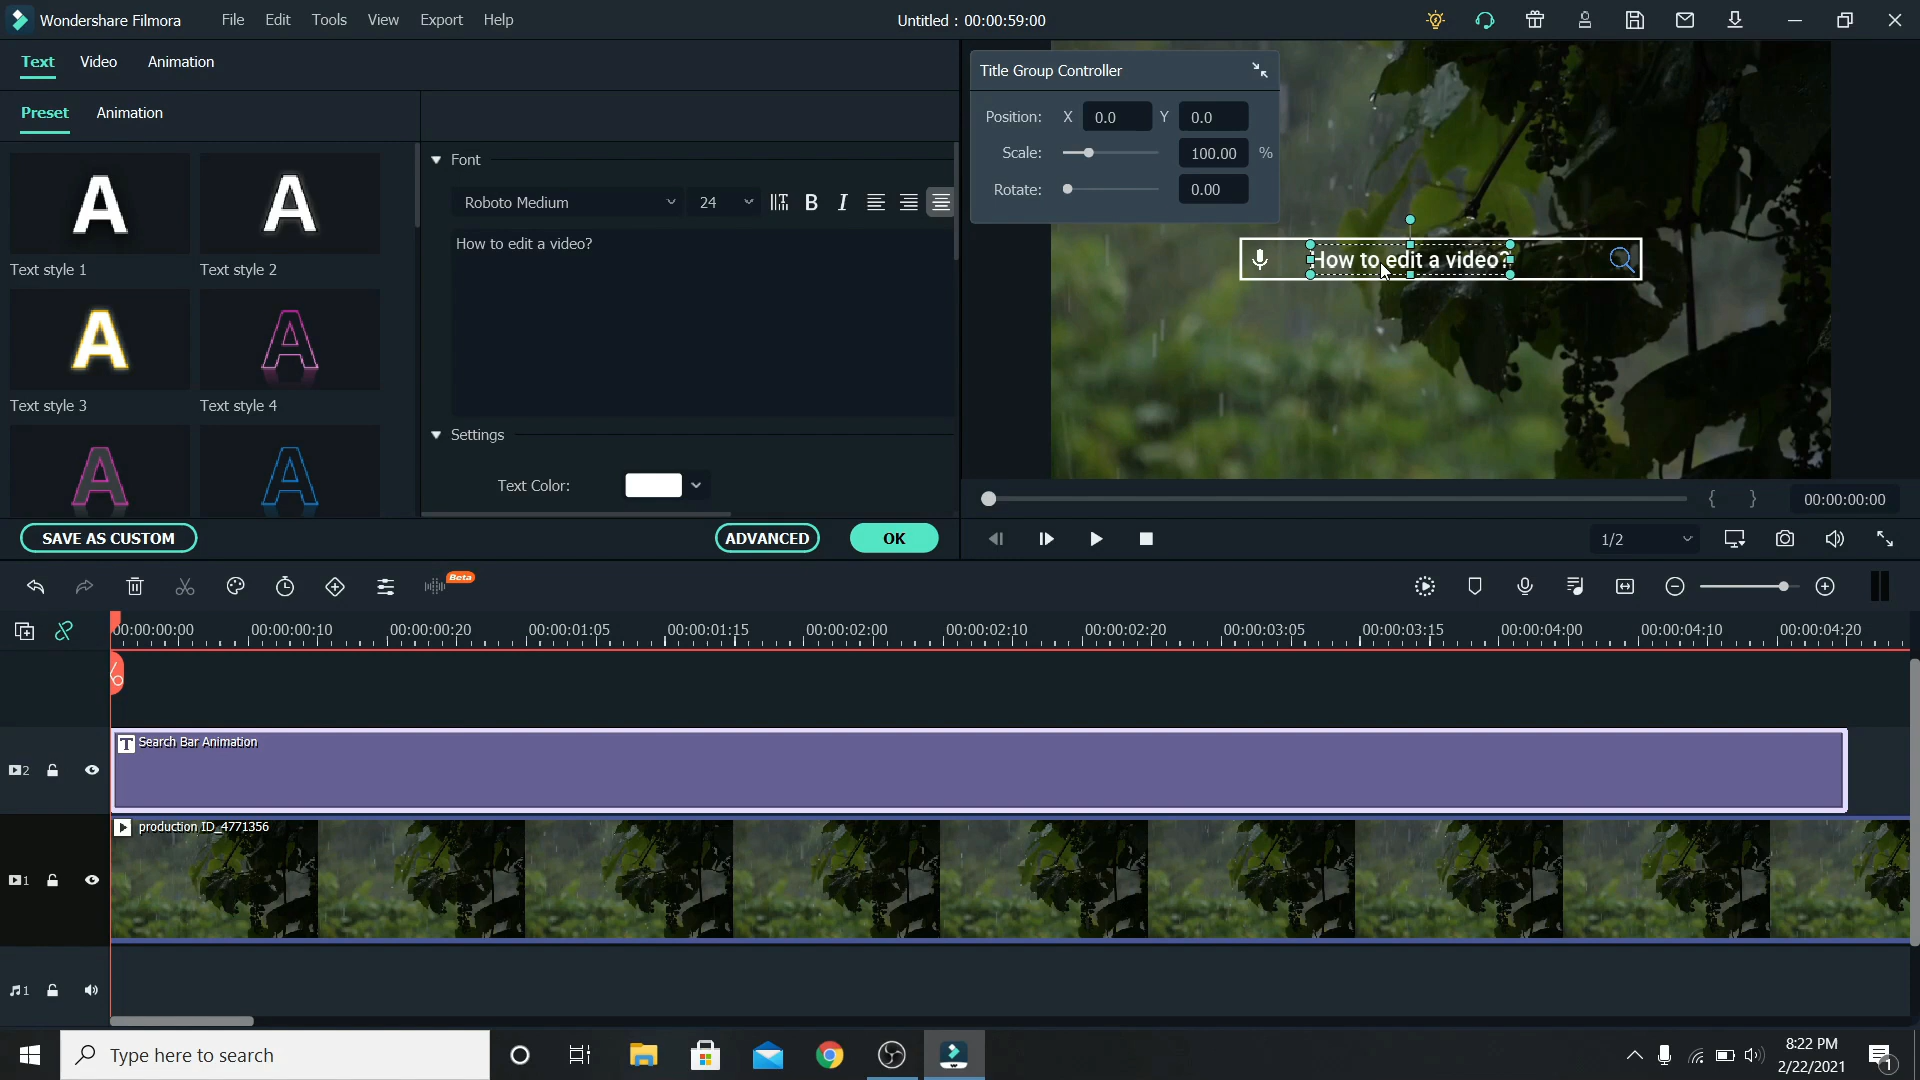 Wondershare Filmora File Edit Tools View Export Help Untitled : 00:00:59:00
Text Video Animation
Preset Animation
A A
Text style 1 Text style 2
A A
Text style 3 Text style 4
A A
Font
Roboto Medium 24 B I
How to edit a video?
Settings
Text Color:
SAVE AS CUSTOM ADVANCED OK
Title Group Controller
Position: X 0.0 Y 0.0
Scale: 100.00 %
Rotate: 0.00
How to edit a video?
{ } 00:00:00:00
1/2
Beta
00:00:00:00 00:00:00:10 00:00:00:20 00:00:01:05 00:00:01:15 00:00:02:00 00:00:02:10 00:00:02:20 00:00:03:05 00:00:03:15 00:00:04:00 00:00:04:10 00:00:04:20
T Search Bar Animation
2
production ID_4771356
1
1
Type here to search
8:22 PM
2/22/2021
1